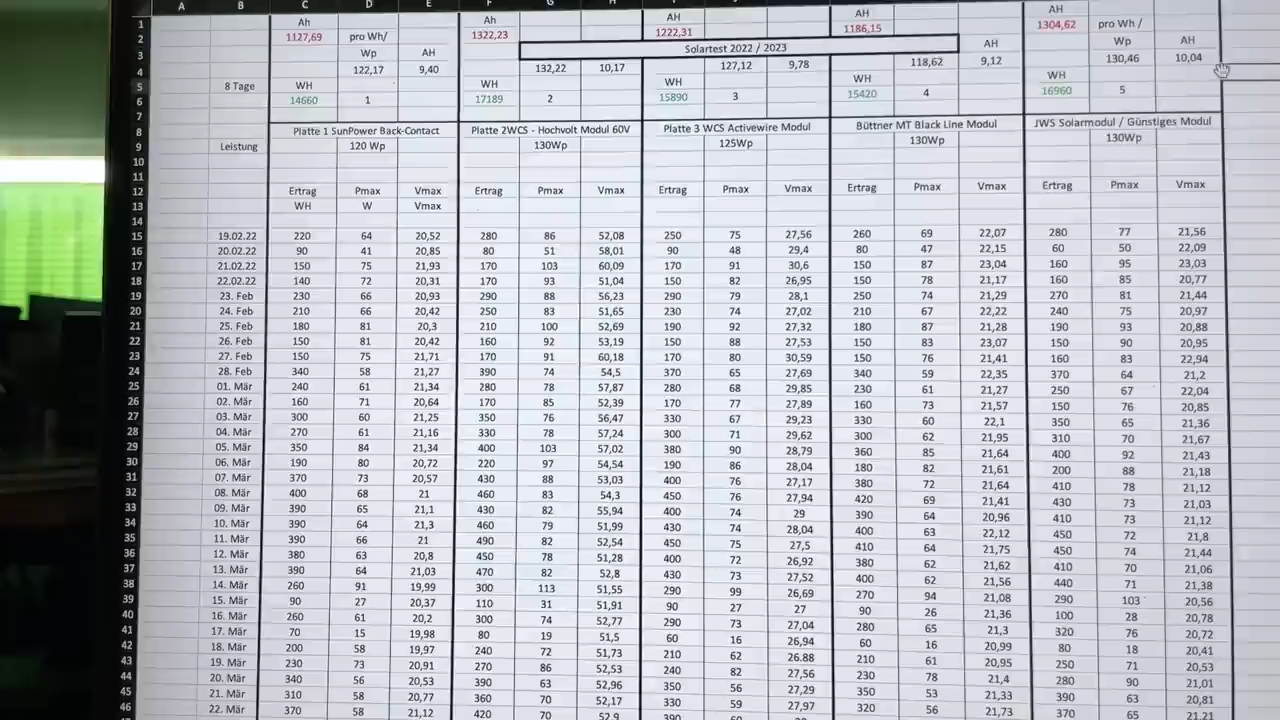 A B C D E F G H
1 Ah Ah AH AH AH
2 1127,69 pro Wh/ 1322,23 1222,31 1186,15 1304,62 pro Wh /
3 Wp AH Solartest 2022 / 2023 AH Wp AH
4 122,17 9,40 132,22 10,17 127,12 9,78 118,62 9,12 130,46 10,04
5 8 Tage WH WH WH WH WH
6 14660 1 17189 2 15890 3 15420 4 16960 5
7
8 Platte 1 SunPower Back-Contact Platte 2WCS - Hochvolt Modul 60V Platte 3 WCS Activewire Modul Büttner MT Black Line Modul JWS Solarmodul / Günstiges Modul
9 Leistung 120 Wp 130Wp 125Wp 130Wp 130Wp
10
11
12 Ertrag Pmax Vmax Ertrag Pmax Vmax Ertrag Pmax Vmax Ertrag Pmax Vmax Ertrag Pmax Vmax
13 WH W Vmax
14
15 19.02.22 220 64 20,52 280 86 52,08 250 75 27,56 260 69 22,07 280 77 21,56
16 20.02.22 90 41 20,85 80 51 58,01 90 48 29,4 80 47 22,15 60 50 22,09
17 21.02.22 150 75 21,93 170 103 60,09 170 91 30,6 150 87 23,04 160 95 23,03
18 22.02.22 140 72 20,31 170 93 51,04 150 82 26,95 150 78 21,17 160 85 20,77
19 23. Feb 230 66 20,93 290 88 56,23 290 79 28,1 250 74 21,29 270 81 21,44
20 24. Feb 210 66 20,42 250 83 51,65 230 74 27,02 210 67 22,22 240 75 20,97
21 25. Feb 180 81 20,3 210 100 52,69 190 92 27,32 180 87 21,28 190 93 20,88
22 26. Feb 150 81 20,42 160 92 53,19 150 88 27,53 150 83 23,07 150 90 20,95
23 27. Feb 150 75 21,71 170 91 60,18 170 80 30,59 150 76 21,41 160 83 22,94
24 28. Feb 340 58 21,27 390 74 54,5 370 65 27,69 340 59 22,35 370 64 21,2
25 01. Mär 240 61 21,34 280 78 57,87 280 68 29,85 230 61 21,27 250 67 22,04
26 02. Mär 160 71 20,64 170 85 52,39 170 77 27,89 160 73 21,57 150 76 20,85
27 03. Mär 300 60 21,25 350 76 56,47 330 67 29,23 330 60 22,1 350 65 21,36
28 04. Mär 270 61 21,16 330 78 57,24 300 71 29,62 300 62 21,95 310 70 21,67
29 05. Mär 350 84 21,34 400 103 57,02 380 90 28,79 360 85 21,64 400 92 21,43
30 06. Mär 190 80 20,72 220 97 54,54 190 86 28,04 180 82 21,61 200 88 21,18
31 07. Mär 370 73 20,57 430 88 53,03 400 76 27,17 380 72 21,64 410 78 21,12
32 08. Mär 400 68 21 460 83 54,3 450 76 27,94 420 69 21,41 430 73 21,03
33 09. Mär 390 65 21,1 430 82 55,94 400 74 29 390 64 20,96 410 73 21,12
34 10. Mär 390 64 21,3 460 79 51,99 430 74 28,04 400 63 22,12 450 72 21,8
35 11. Mär 390 66 21 490 82 52,54 450 75 27,5 410 64 21,75 450 74 21,44
36 12. Mär 380 63 20,8 450 78 51,28 400 72 26,92 380 62 21,62 410 70 21,06
37 13. Mär 390 64 21,03 470 82 52,8 430 73 27,52 400 62 21,56 440 71 21,38
38 14. Mär 260 91 19,99 300 113 51,55 290 99 26,69 270 94 21,08 290 103 20,56
39 15. Mär 90 27 20,37 110 31 51,91 90 27 27 90 26 21,36 100 28 20,78
40 16. Mär 260 61 20,2 300 74 52,77 290 73 27,04 280 65 21,3 320 76 20,72
41 17. Mär 70 15 19,98 80 19 51,5 60 16 26,94 60 16 20,99 80 18 20,41
42 18. Mär 200 58 19,97 240 72 51,73 210 62 26.88 210 61 20,95 250 71 20,53
43 19. Mär 230 73 20,91 270 86 52,53 240 82 27,56 230 78 21,4 280 90 21,01
44 20. Mär 340 56 20,53 390 63 52,96 350 56 27,29 350 53 21,33 390 63 20,81
45 21. Mär 310 58 20,77 360 70 52,17 330 59 27,97 320 56 21,73 370 65 21,21
46 22. Mär 370 58 21,12 420 70 52,9 390